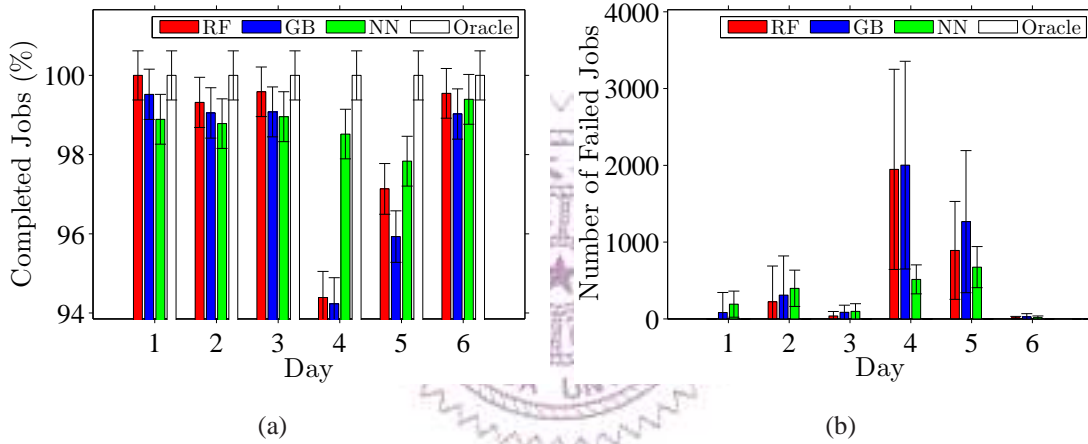 RF GB NN Oracle
Completed Jobs (%)
100
98
96
94
1 2 3 4 5 6
Day
(a)
RF GB NN Oracle
Number of Failed Jobs
4000
3000
2000
1000
0
1 2 3 4 5 6
Day
(b)